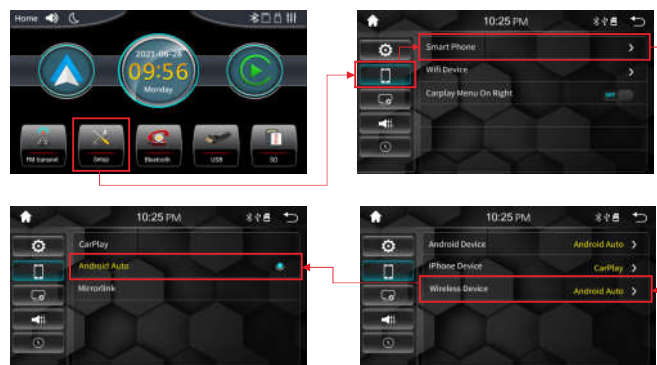 Home
2021-06-28
09:56
Monday
FM transmit
Setup
Bluetooth
USB
SD
10:25 PM
Smart Phone
Wifi Device
Carplay Menu On Right
OFF
10:25 PM
CarPlay
Android Auto
Mirrorlink
10:25 PM
Android Device Android Auto
iPhone Device CarPlay
Wireless Device Android Auto